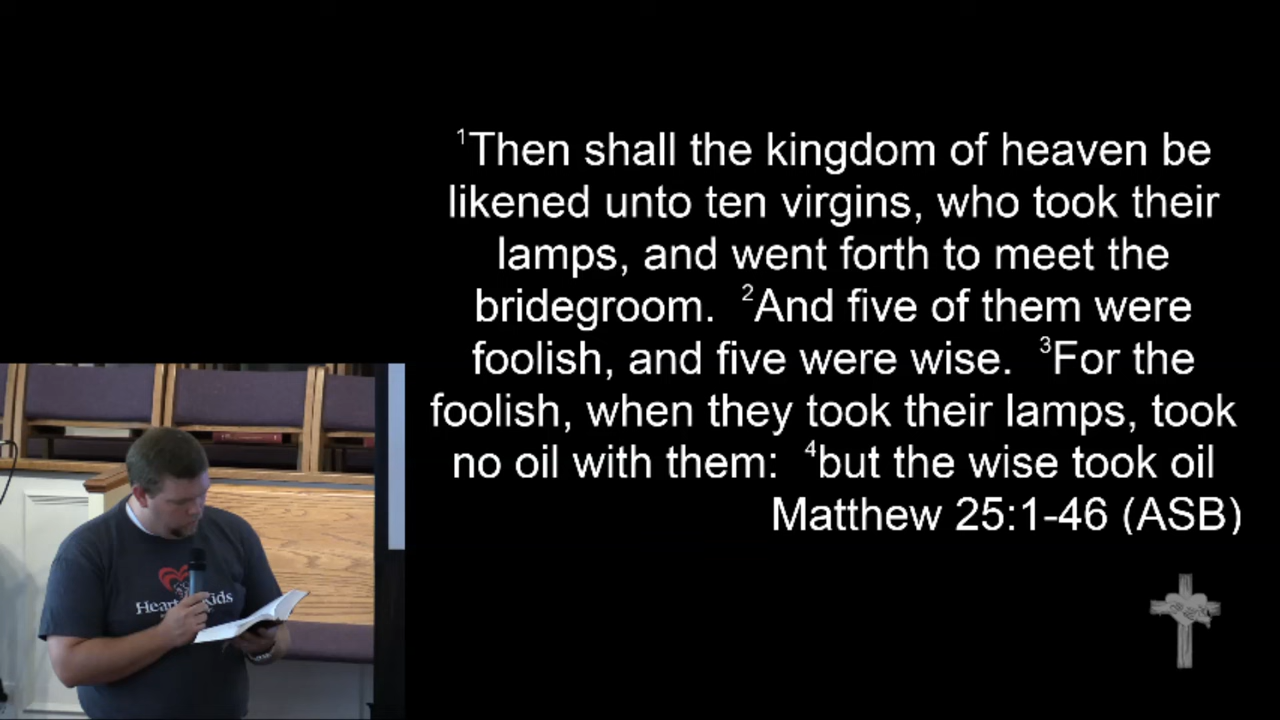 ¹Then shall the kingdom of heaven be
likened unto ten virgins, who took their
lamps, and went forth to meet the
bridegroom. ²And five of them were
foolish, and five were wise. ³For the
foolish, when they took their lamps, took
no oil with them: ⁴but the wise took oil
Matthew 25:1-46 (ASB)
Heart Kids